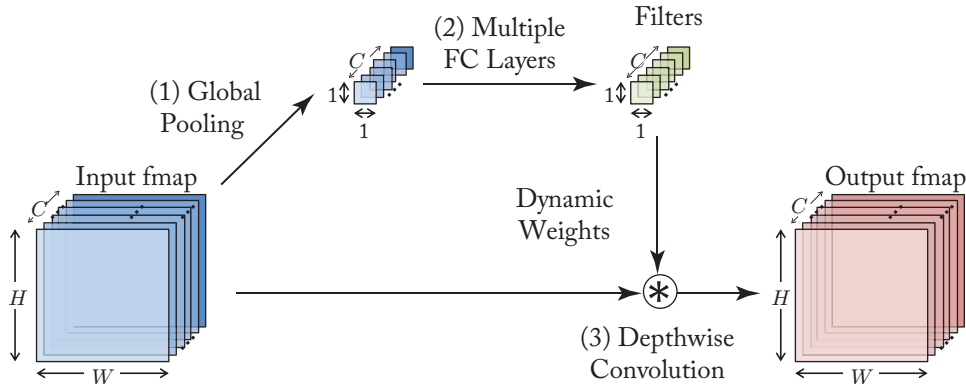 (2) Multiple
FC Layers
Filters
C
1
1
C
1
1
(1) Global
Pooling
Input fmap
C
H
W
Dynamic
Weights
*
(3) Depthwise
Convolution
Output fmap
C
H
W